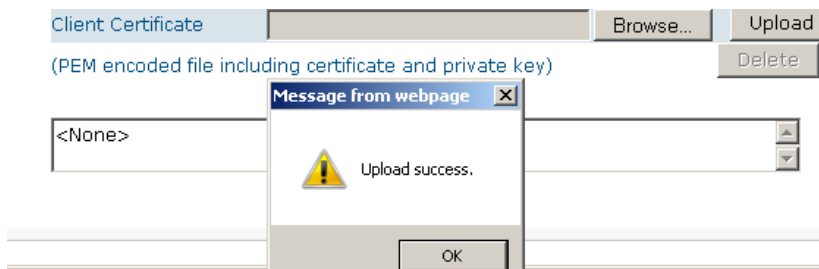 Client Certificate Browse... Upload
(PEM encoded file including certificate and private key) Delete
Message from webpage
<None>
Upload success.
OK